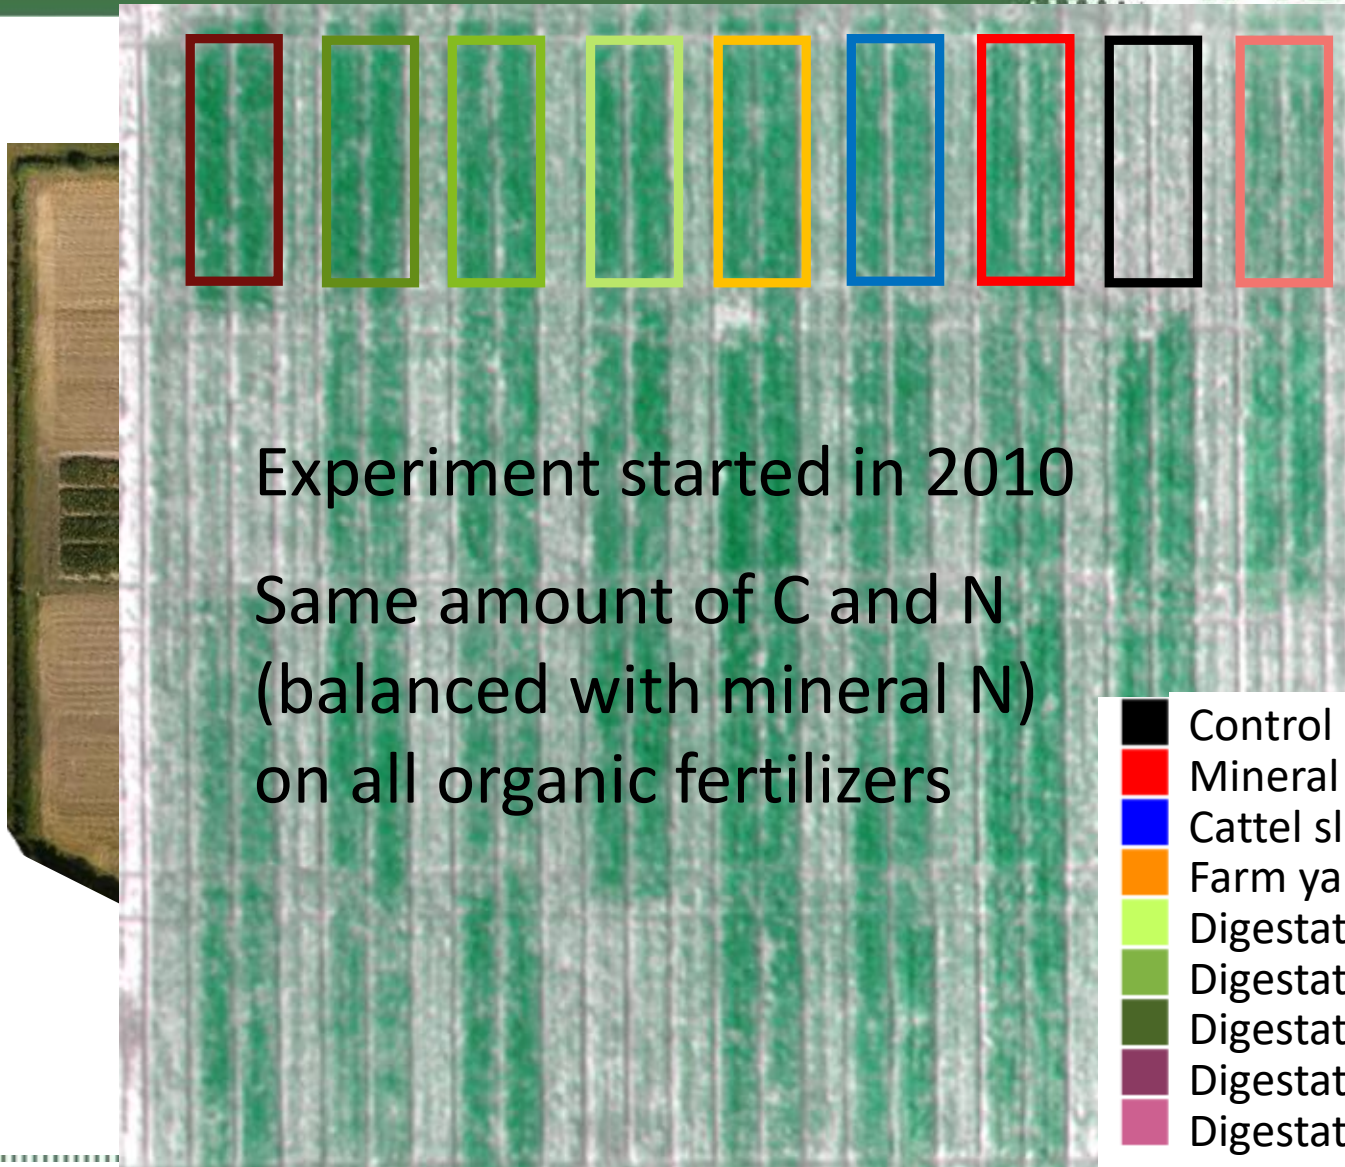 Experiment started in 2010
Same amount of C and N
(balanced with mineral N)
on all organic fertilizers
Control
Mineral
Cattel sl
Farm ya
Digestat
Digestat
Digestat
Digestat
Digestat